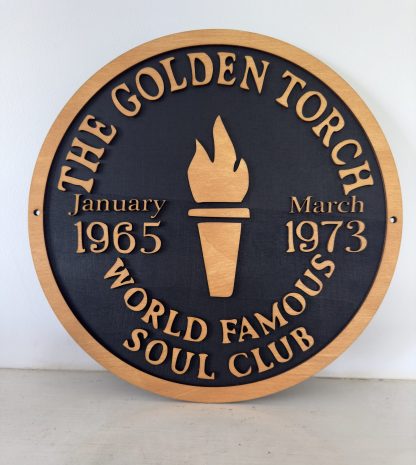 THE GOLDEN TORCH
January
1965
March
1973
WORLD FAMOUS
SOUL CLUB